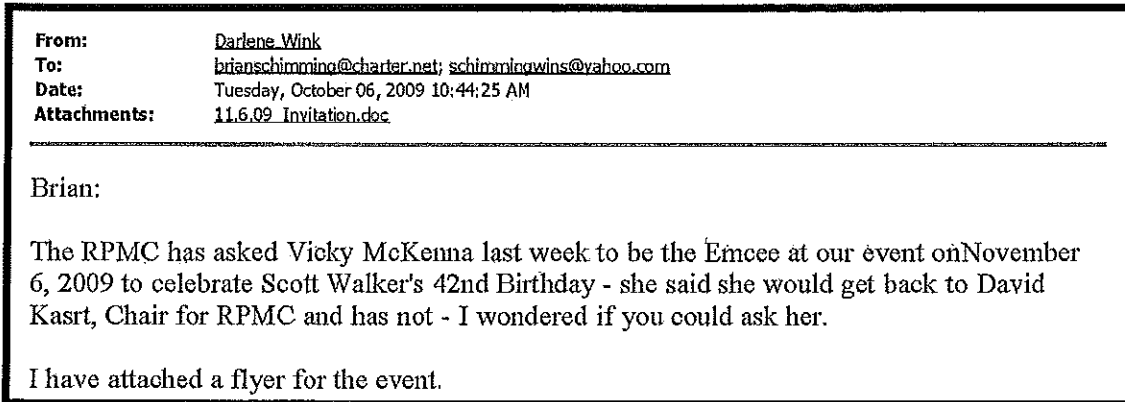 From: Darlene Wink
To: brianschimming@charter.net; schimmingwins@yahoo.com
Date: Tuesday, October 06, 2009 10:44:25 AM
Attachments: 11.6.09 Invitation.doc
Brian:
The RPMC has asked Vicky McKenna last week to be the Emcee at our event onNovember
6, 2009 to celebrate Scott Walker's 42nd Birthday - she said she would get back to David
Kasrt, Chair for RPMC and has not - I wondered if you could ask her.
I have attached a flyer for the event.